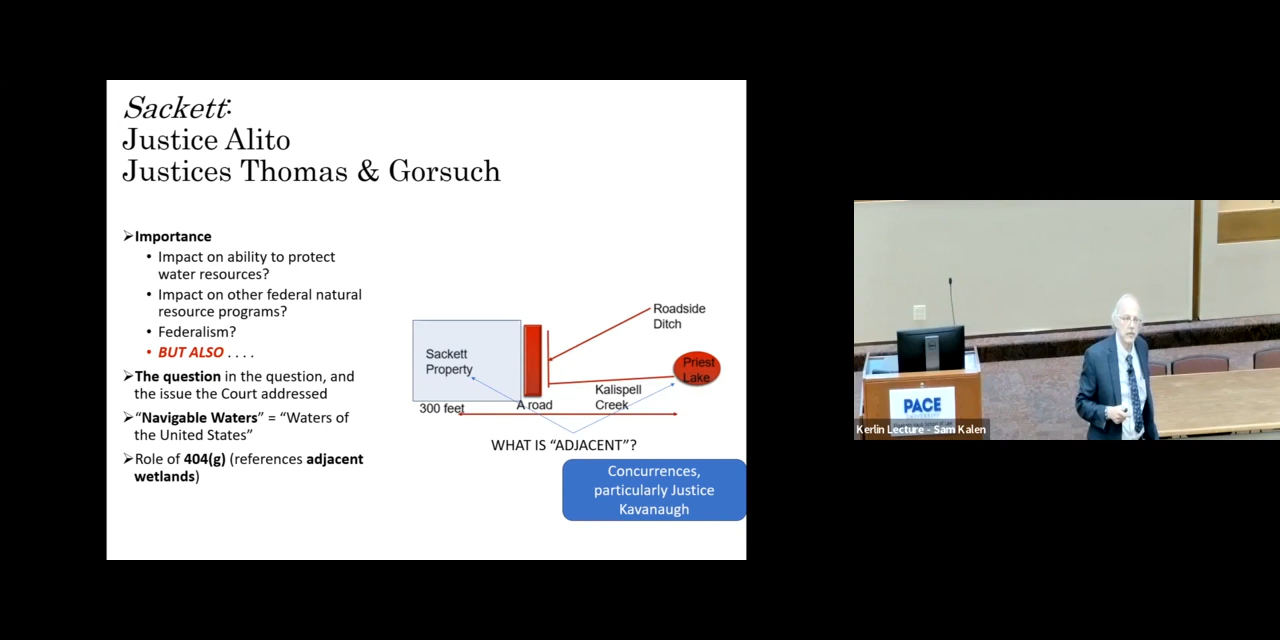 Sackett:
Justice Alito
Justices Thomas & Gorsuch
➢Importance
• Impact on ability to protect
water resources?
• Impact on other federal natural
resource programs?
• Federalism?
• BUT ALSO . . . .
➢The question in the question, and
the issue the Court addressed
➢"Navigable Waters" = "Waters of
the United States"
➢Role of 404(g) (references adjacent
wetlands)
Roadside
Ditch
Sackett
Property
Priest
Lake
Kalispell
Creek
300 feet
A road
WHAT IS "ADJACENT"?
Concurrences,
particularly Justice
Kavanaugh
PACE
Kerlin Lecture - Sam Kalen